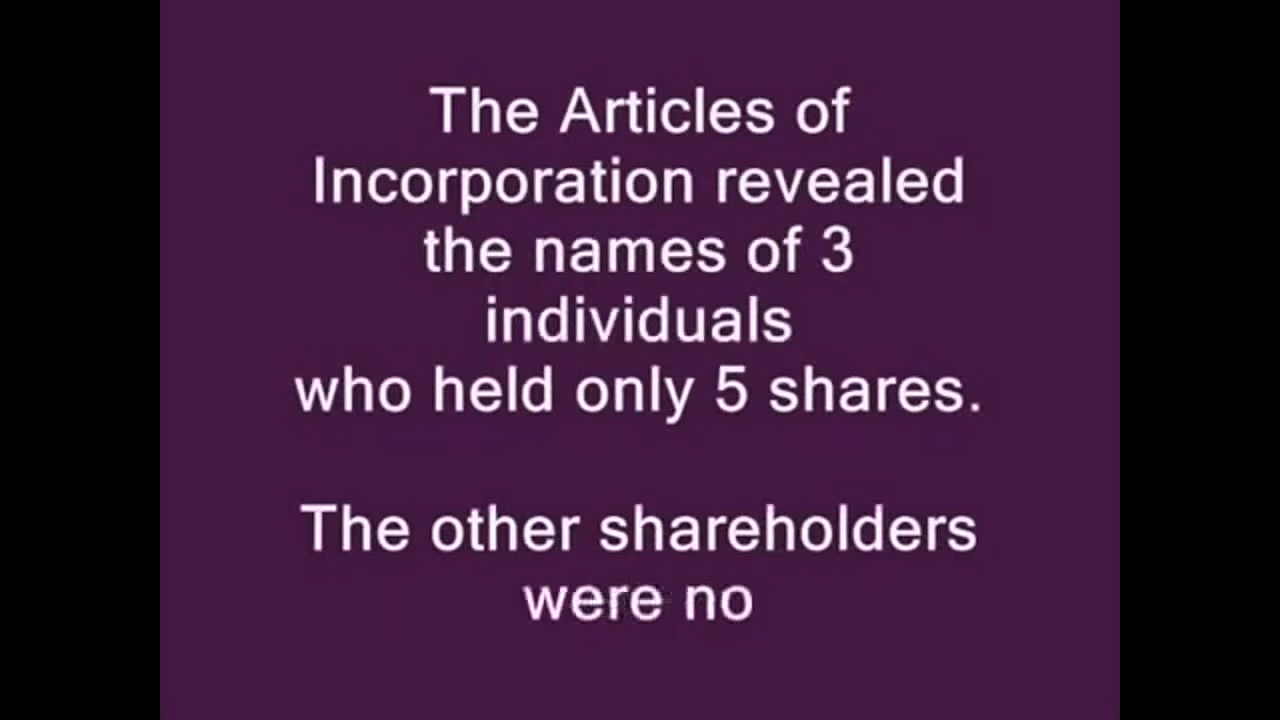 The Articles of
Incorporation revealed
the names of 3
individuals
who held only 5 shares.
The other shareholders
were no